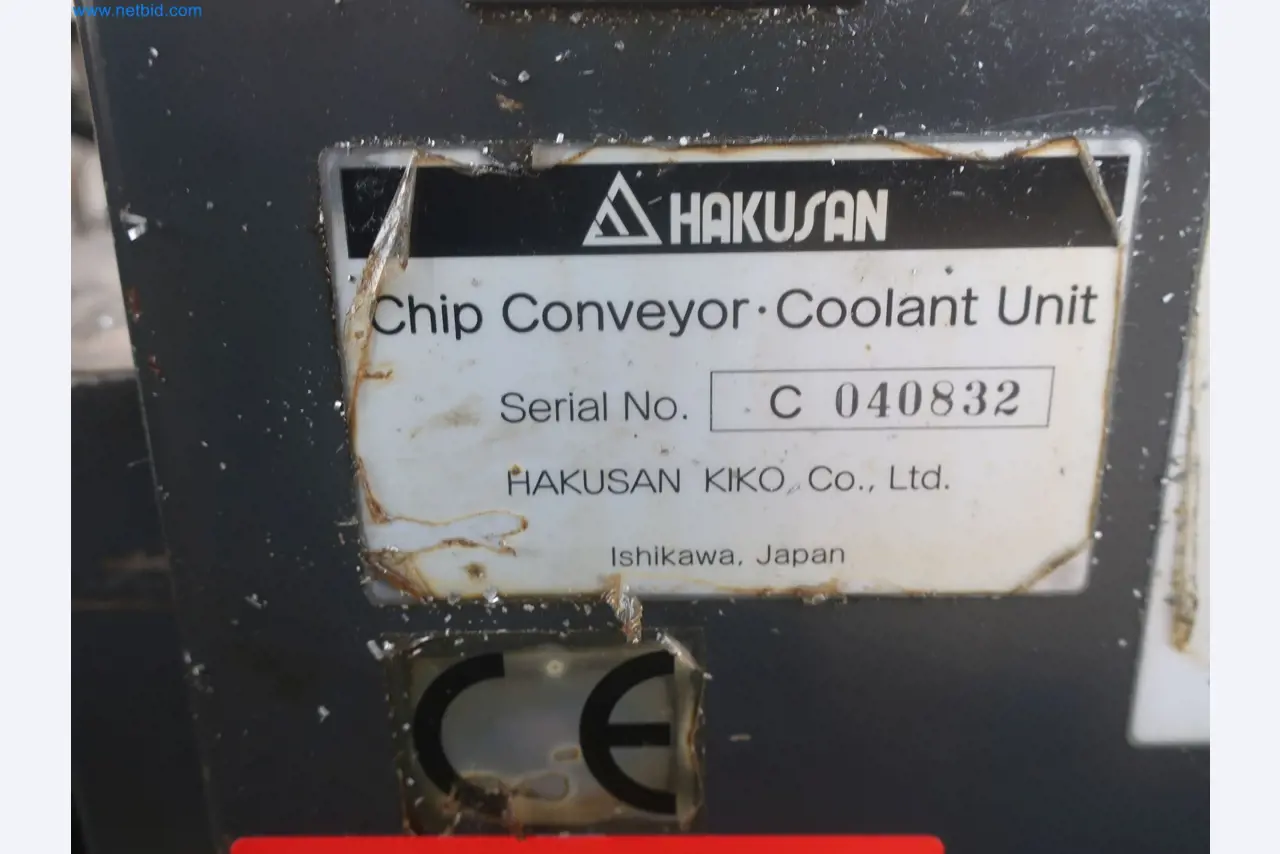 www.netbid.com
HAKUSAN
Chip Conveyor·Coolant Unit
Serial No. C 040832
HAKUSAN KIKO Co., Ltd.
Ishikawa, Japan
CE